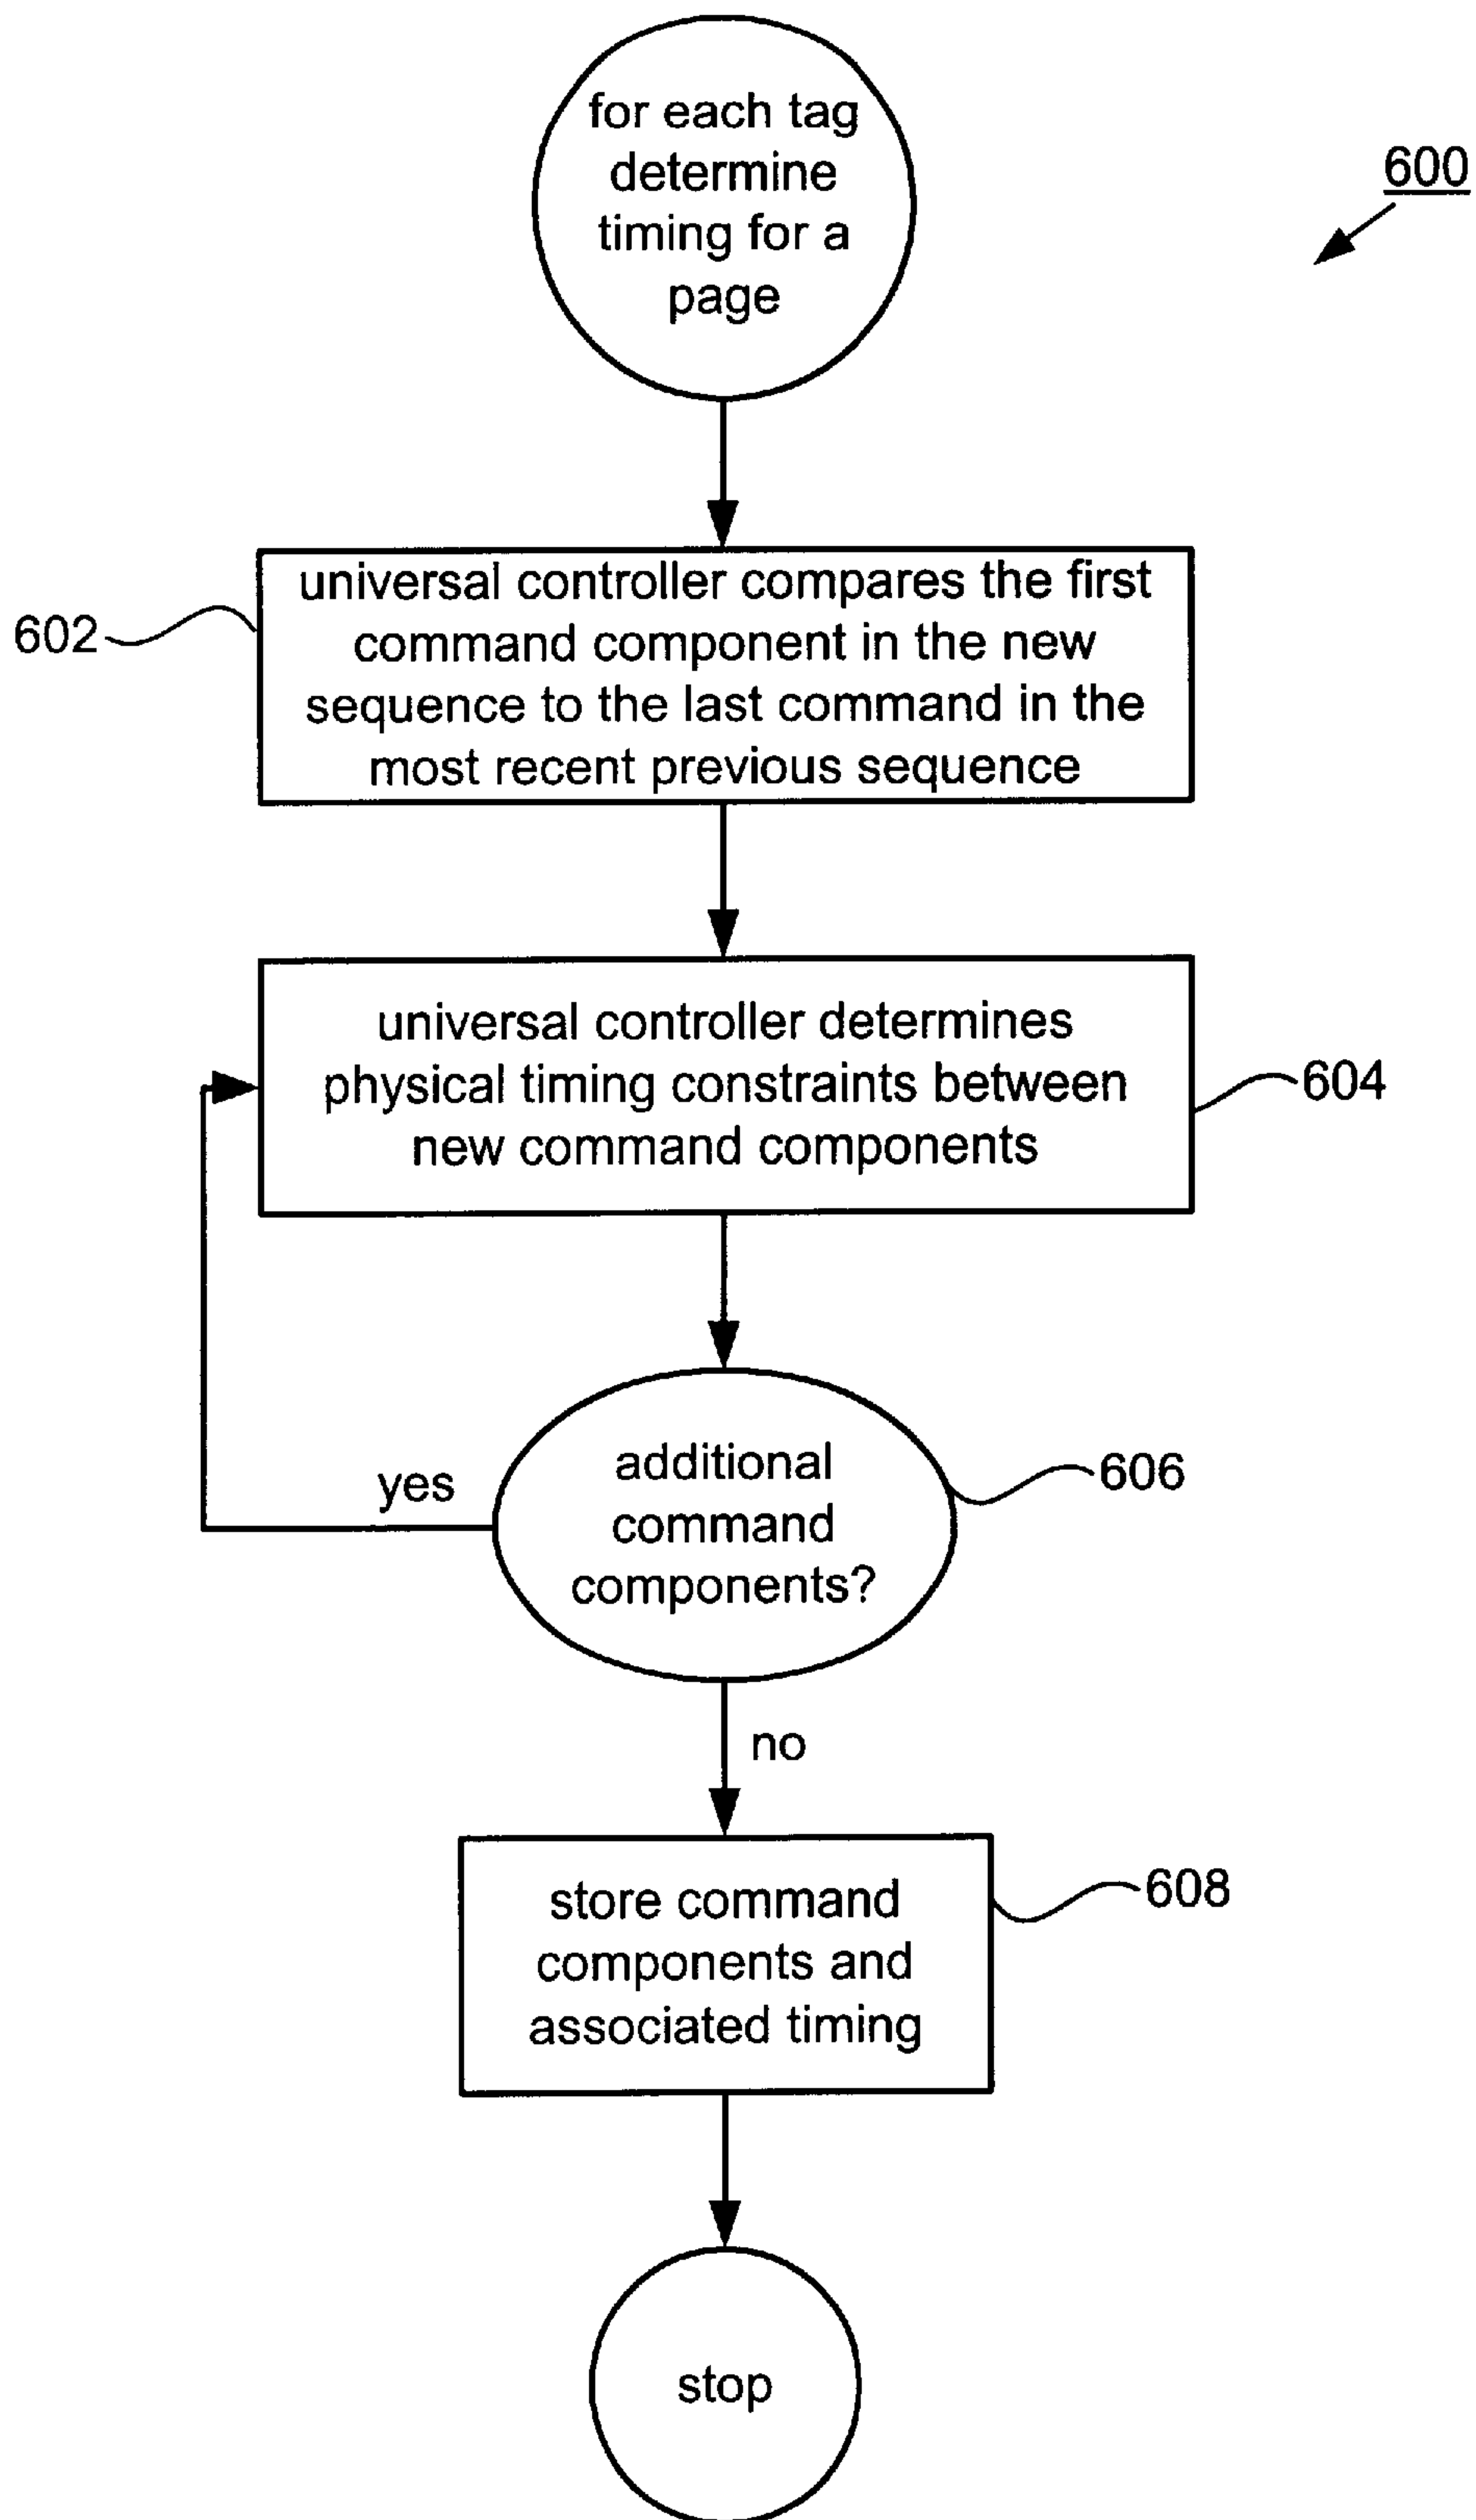 for each tag
determine
timing for a
page
600
universal controller compares the first
command component in the new
sequence to the last command in the
most recent previous sequence
602
universal controller determines
physical timing constraints between
new command components
604
additional
command
components?
606
yes
no
store command
components and
associated timing
608
stop